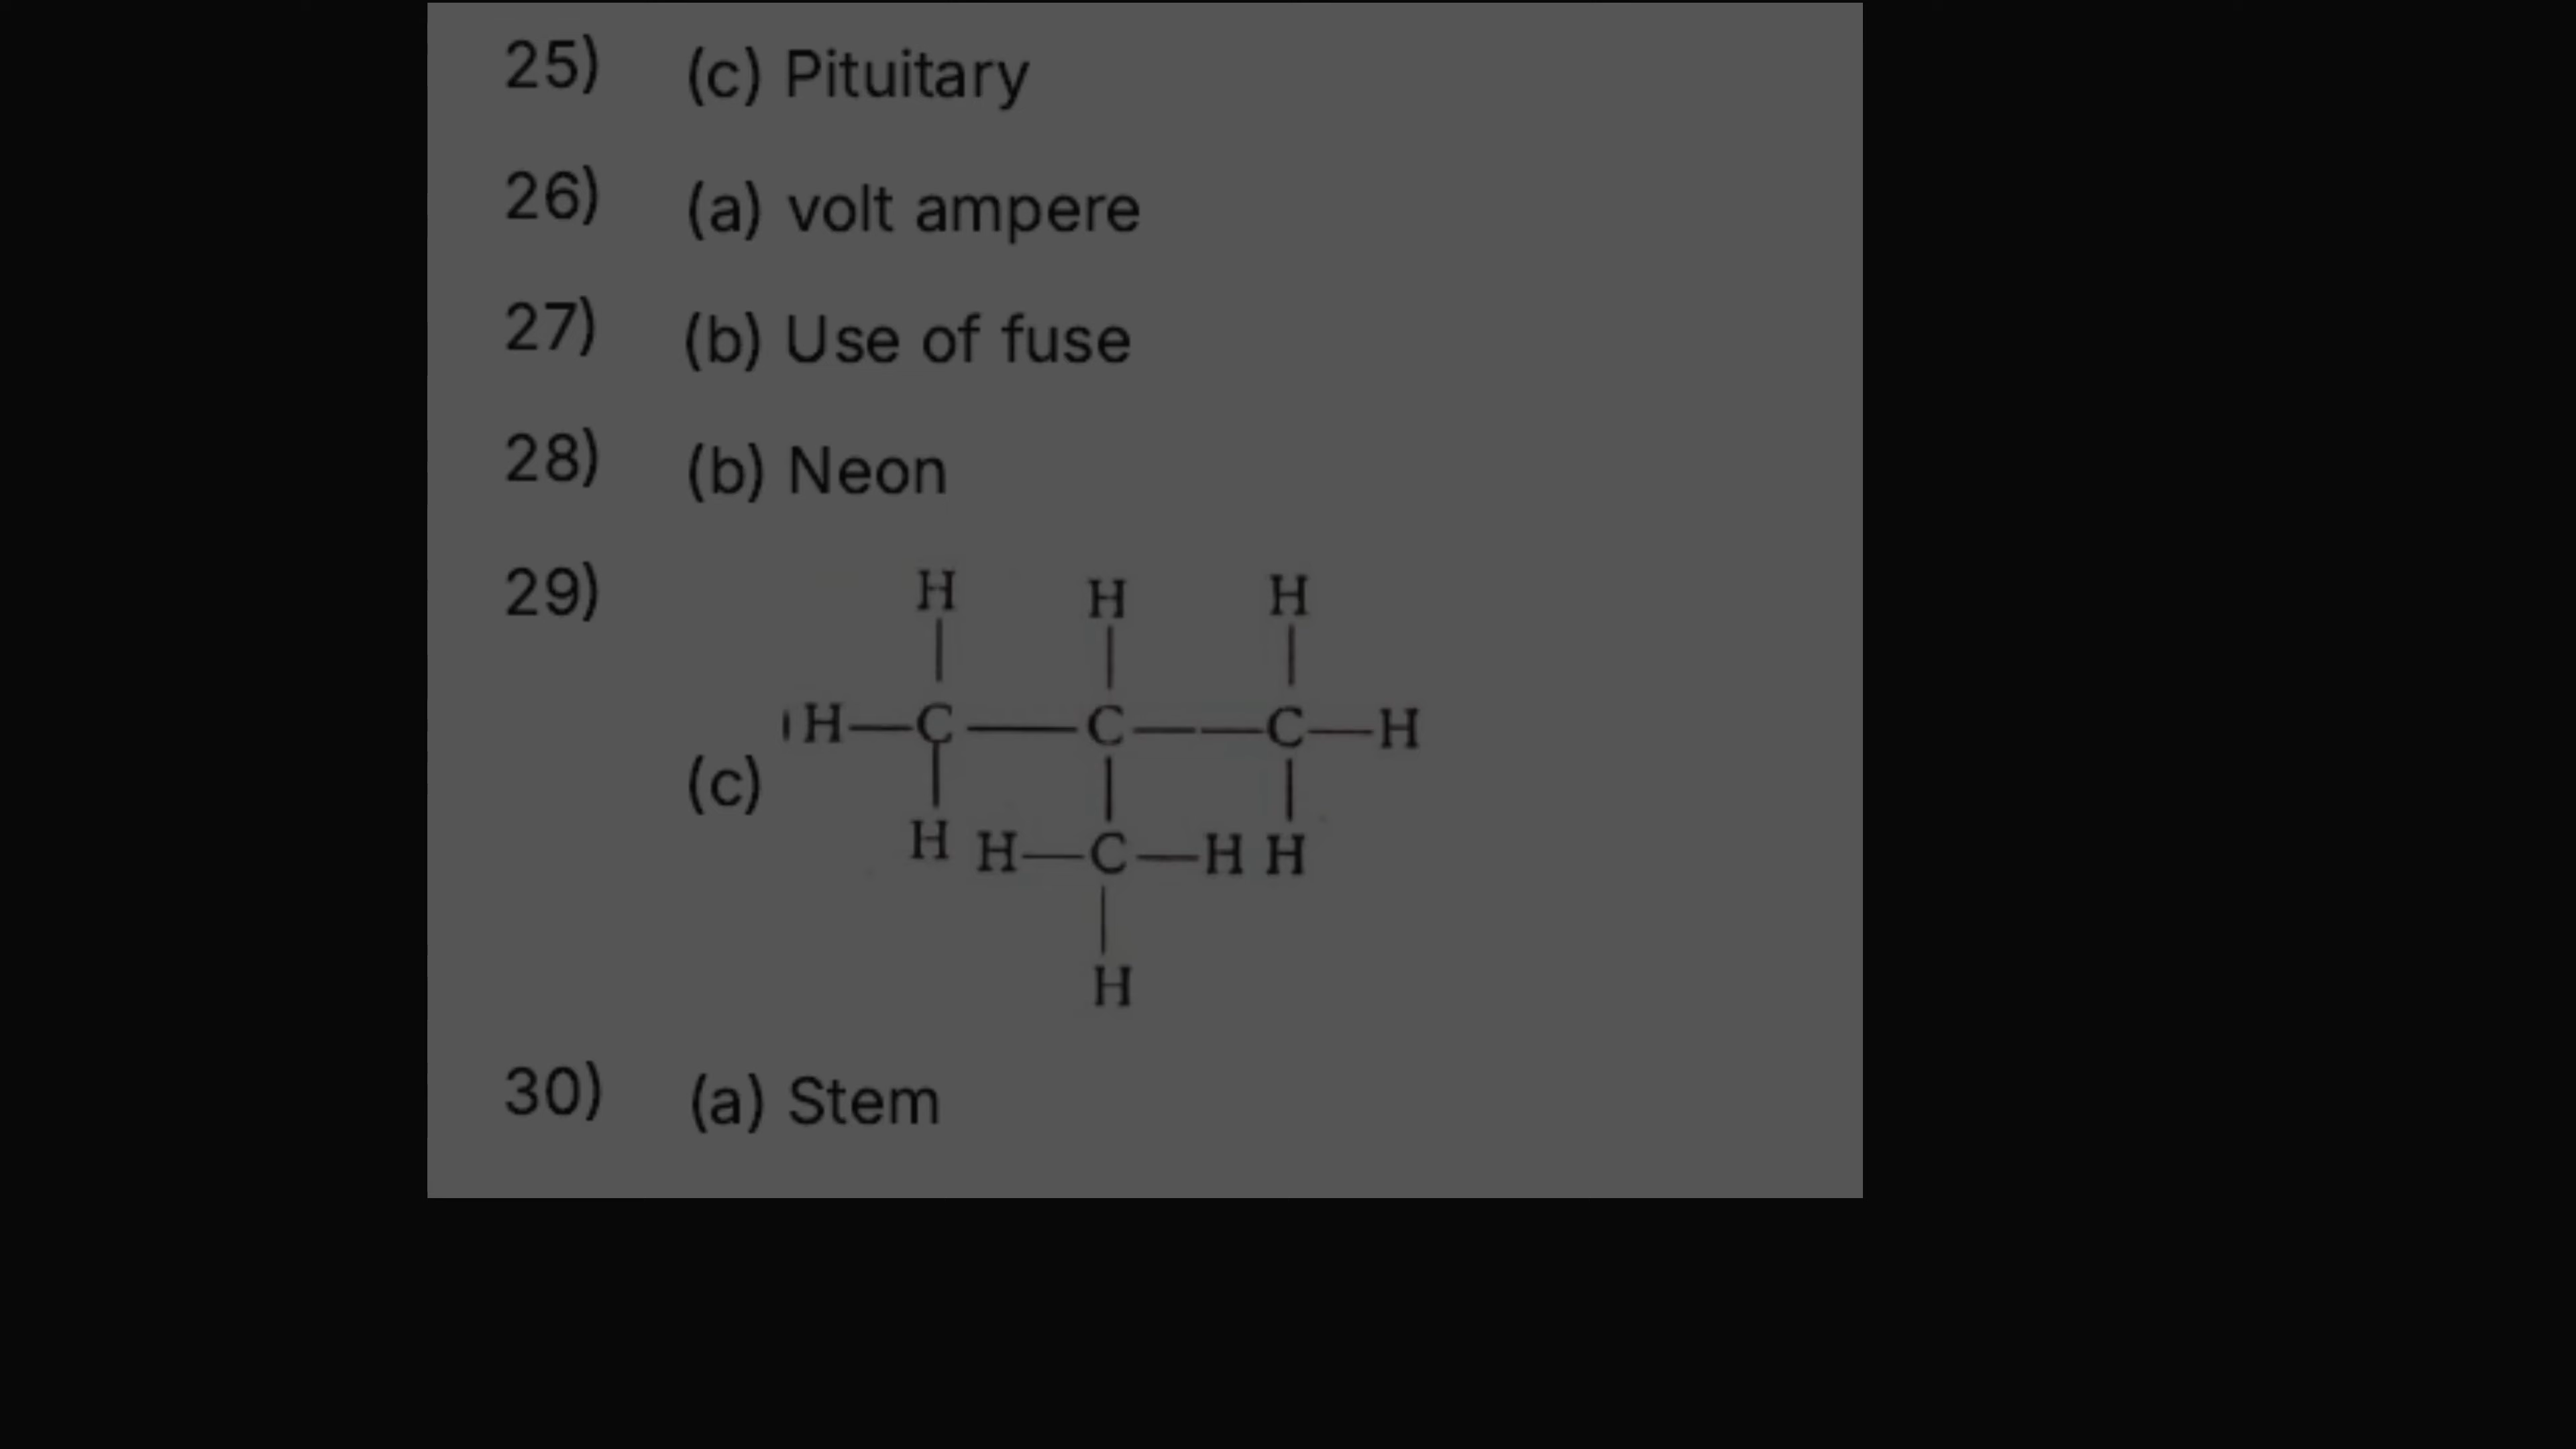 25) (c) Pituitary
26) (a) volt ampere
27) (b) Use of fuse
28) (b) Neon
29)
H H H
H—C—C—C—H
(c)
H H—C—H H
H
30) (a) Stem